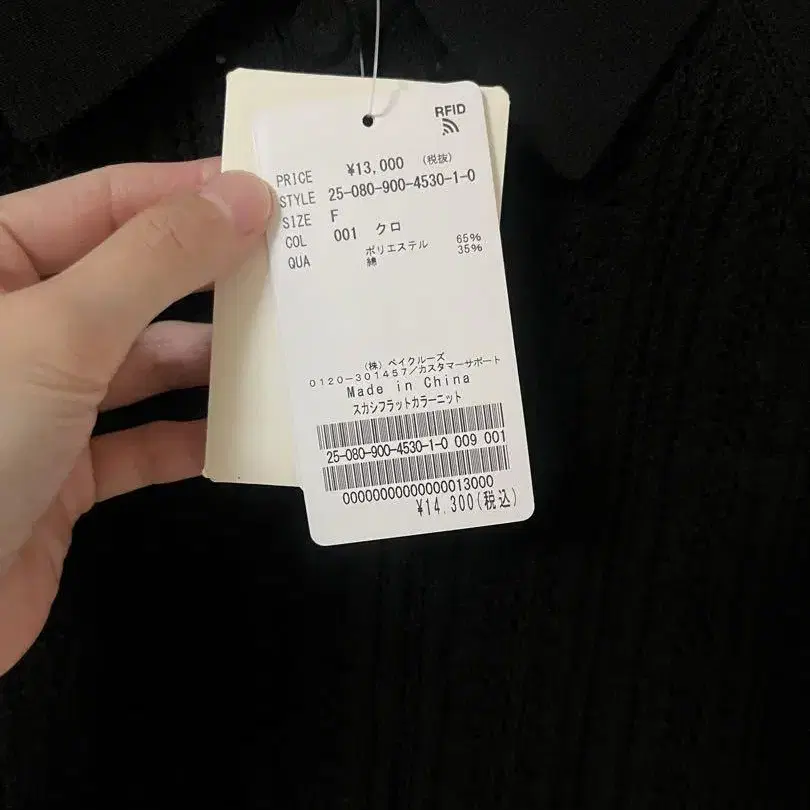 RFID
PRICE ¥13,000 (税抜)
STYLE 25-080-900-4530-1-0
SIZE F
COL 001 クロ
QUA ポリエステル 65%
綿 35%
(株) ベイクルーズ
0120-301457/カスタマーサポート
Made in China
スカシフラットカラーニット
25-080-900-4530-1-0 009 001
00000000000000013000
¥14,300(税込)